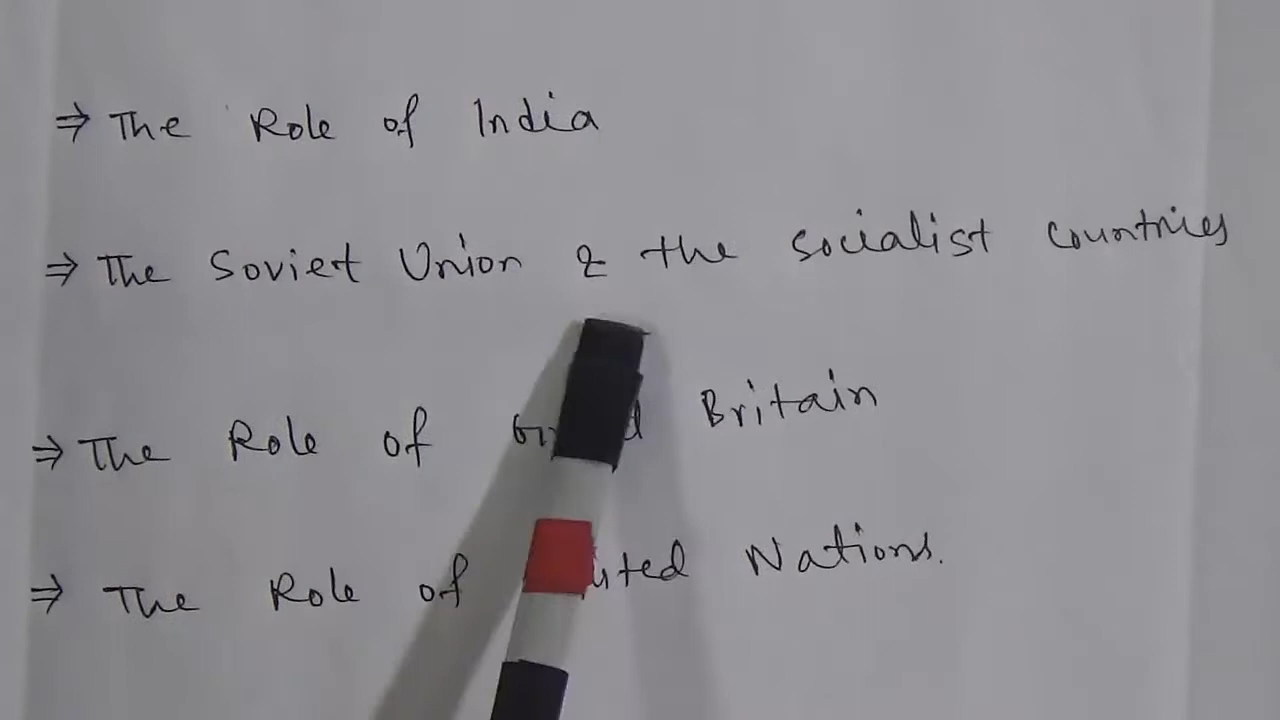 ⇒ The Role of India
⇒ The Soviet Union & the socialist countries
⇒ The Role of Britain
⇒ The Role of Nations.